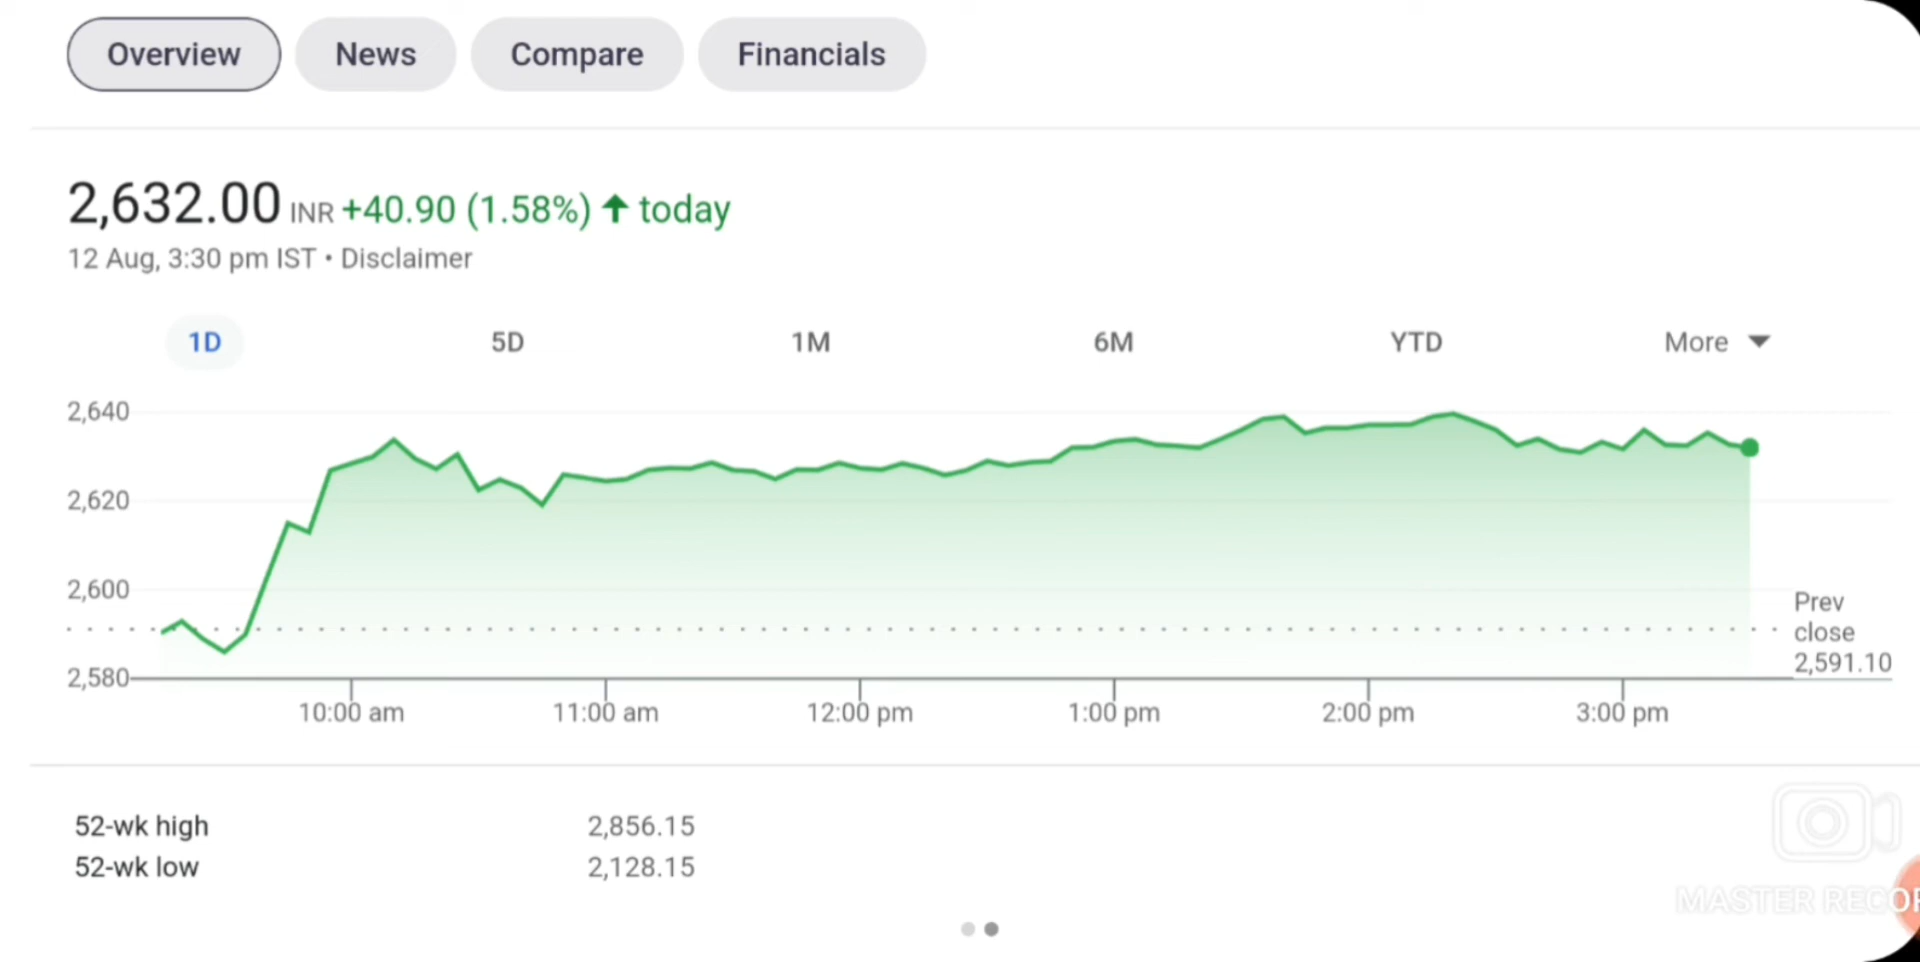 Overview News Compare Financials
2,632.00 INR +40.90 (1.58%) ↑ today
12 Aug, 3:30 pm IST • Disclaimer
1D 5D 1M 6M YTD More
2,640
2,620
2,600
2,580
Prev
close
2,591.10
10:00 am 11:00 am 12:00 pm 1:00 pm 2:00 pm 3:00 pm
52-wk high 2,856.15
52-wk low 2,128.15
MASTER RECOR